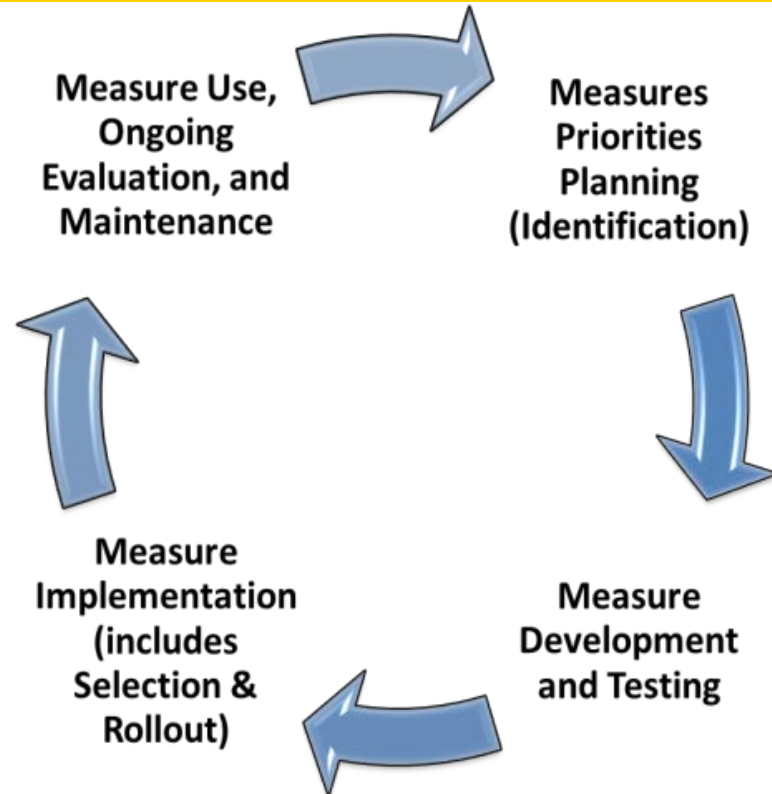 Measure Use,
Ongoing
Evaluation, and
Maintenance
Measures
Priorities
Planning
(Identification)
Measure
Development
and Testing
Measure
Implementation
(includes
Selection &
Rollout)